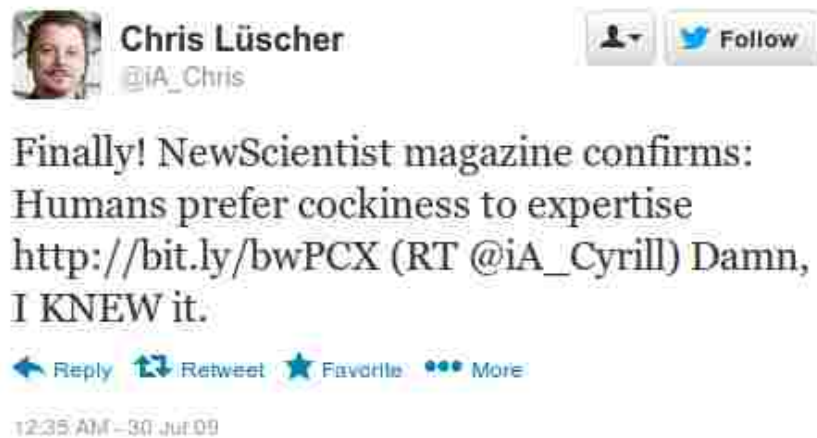 Chris Lüscher
@iA_Chris
Follow
Finally! NewScientist magazine confirms:
Humans prefer cockiness to expertise
http://bit.ly/bwPCX (RT @iA_Cyrill) Damn,
I KNEW it.
Reply Retweet Favorite More
12:35 AM - 30 Jul 09